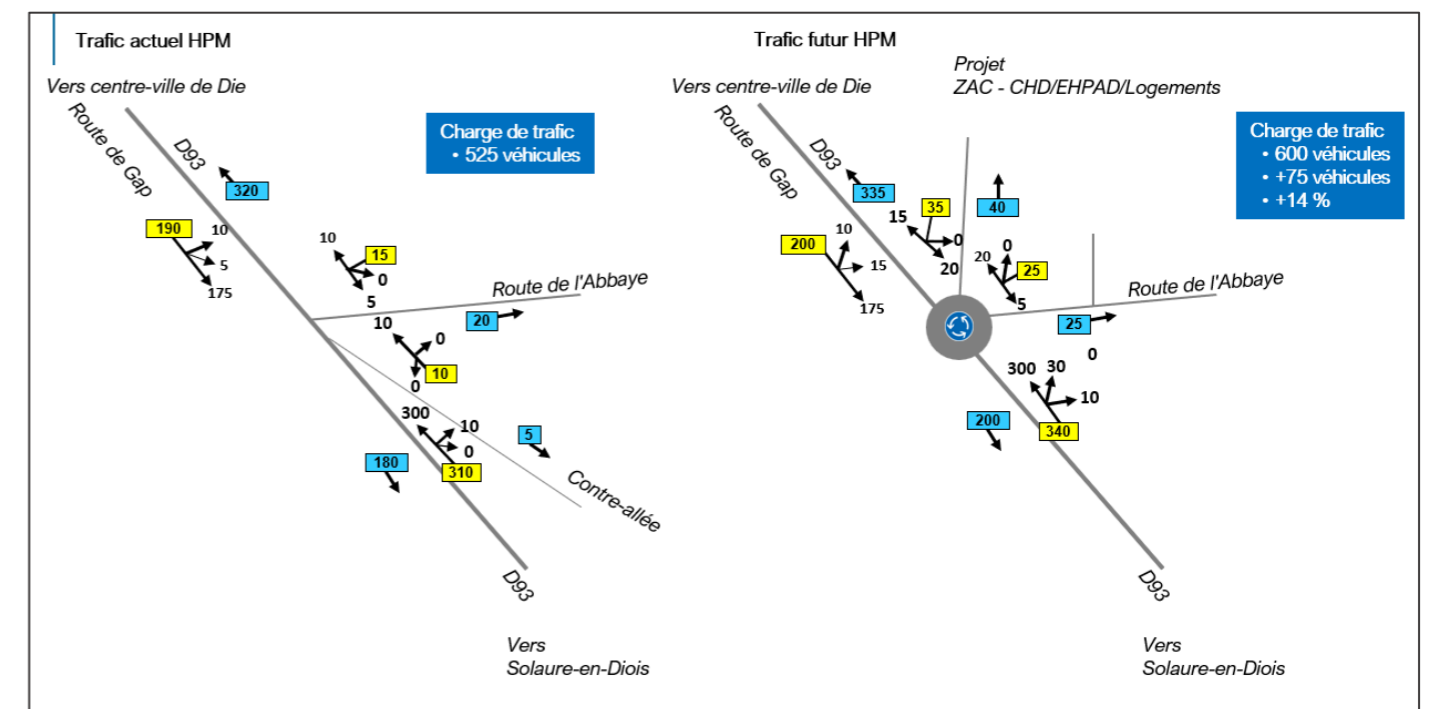 Trafic actuel HPM
Vers centre-ville de Die
Route de Gap
D93
Charge de trafic
• 525 véhicules
320
190
10
5
175
10
15
0
5
Route de l'Abbaye
20
10
0
10
0
300
10
0
310
180
5
Contre-allée
D93
Vers
Solaure-en-Diois
Trafic futur HPM
Vers centre-ville de Die
Route de Gap
D93
Projet
ZAC - CHD/EHPAD/Logements
Charge de trafic
• 600 véhicules
• +75 véhicules
• +14 %
335
35
40
15
0
20
200
10
15
175
0
20
25
5
Route de l'Abbaye
25
0
300
30
10
340
200
D93
Vers
Solaure-en-Diois